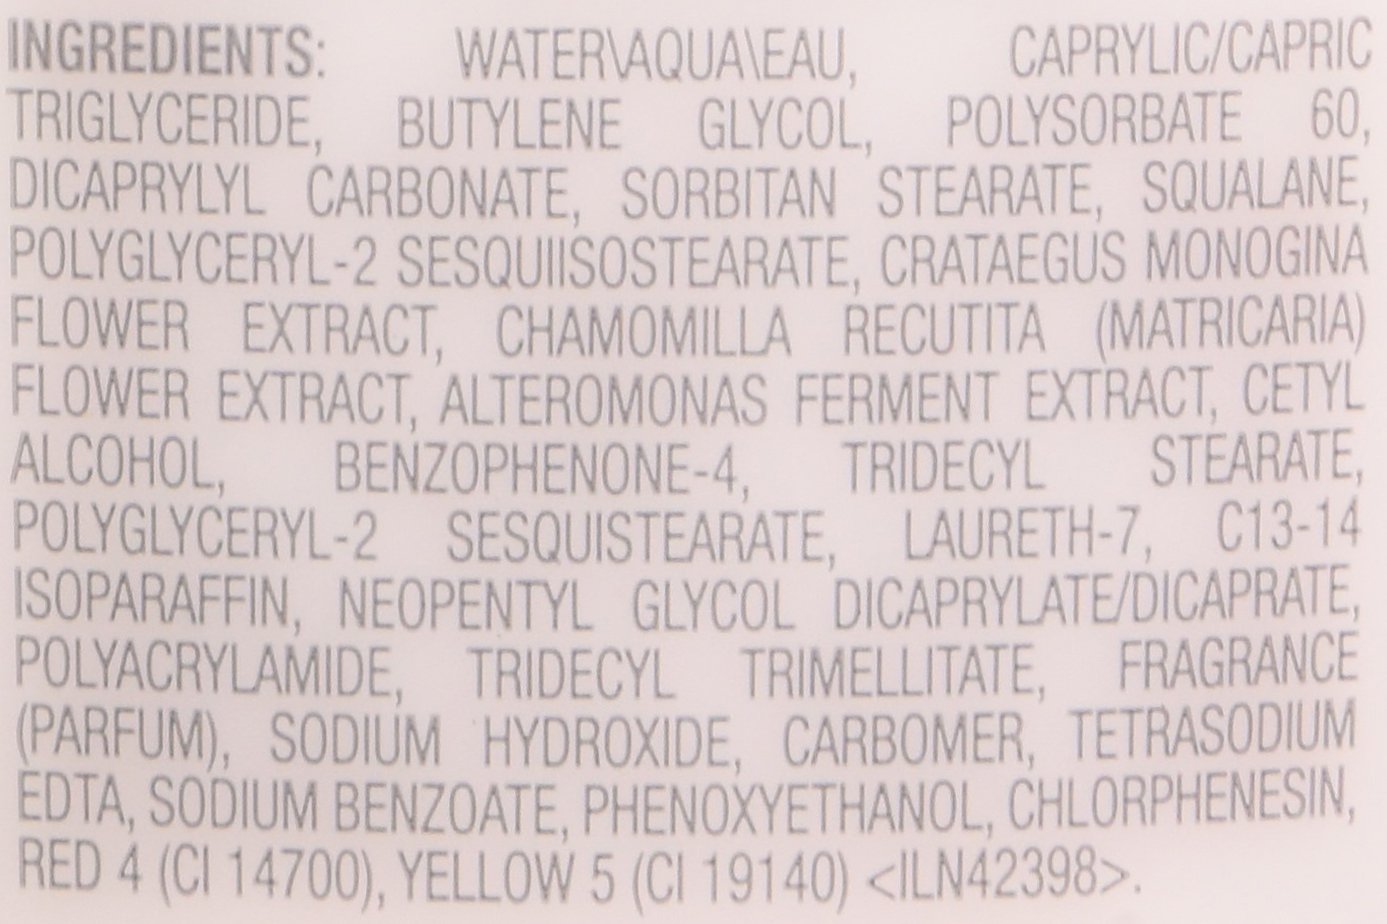 INGREDIENTS: WATER\AQUA\EAU, CAPRYLIC/CAPRIC
TRIGLYCERIDE, BUTYLENE GLYCOL, POLYSORBATE 60,
DICAPRYLYL CARBONATE, SORBITAN STEARATE, SQUALANE,
POLYGLYCERYL-2 SESQUIISOSTEARATE, CRATAEGUS MONOGINA
FLOWER EXTRACT, CHAMOMILLA RECUTITA (MATRICARIA)
FLOWER EXTRACT, ALTEROMONAS FERMENT EXTRACT, CETYL
ALCOHOL, BENZOPHENONE-4, TRIDECYL STEARATE,
POLYGLYCERYL-2 SESQUISTEARATE, LAURETH-7, C13-14
ISOPARAFFIN, NEOPENTYL GLYCOL DICAPRYLATE/DICAPRATE,
POLYACRYLAMIDE, TRIDECYL TRIMELLITATE, FRAGRANCE
(PARFUM), SODIUM HYDROXIDE, CARBOMER, TETRASODIUM
EDTA, SODIUM BENZOATE, PHENOXYETHANOL, CHLORPHENESIN,
RED 4 (CI 14700), YELLOW 5 (CI 19140) <ILN42398>.